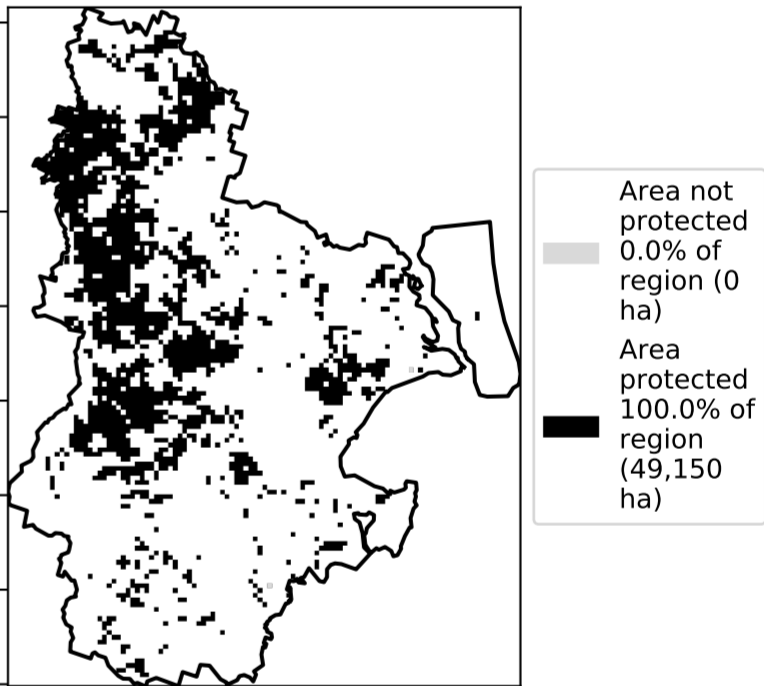 Area not
protected
0.0% of
region (0
ha)
Area
protected
100.0% of
region
(49,150
ha)